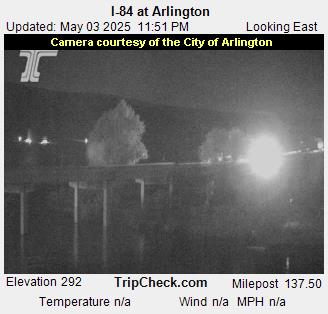 I-84 at Arlington
Updated: May 03 2025 11:51 PM Looking East
Camera courtesy of the City of Arlington
Elevation 292 TripCheck.com Milepost 137.50
Temperature n/a Wind n/a MPH n/a